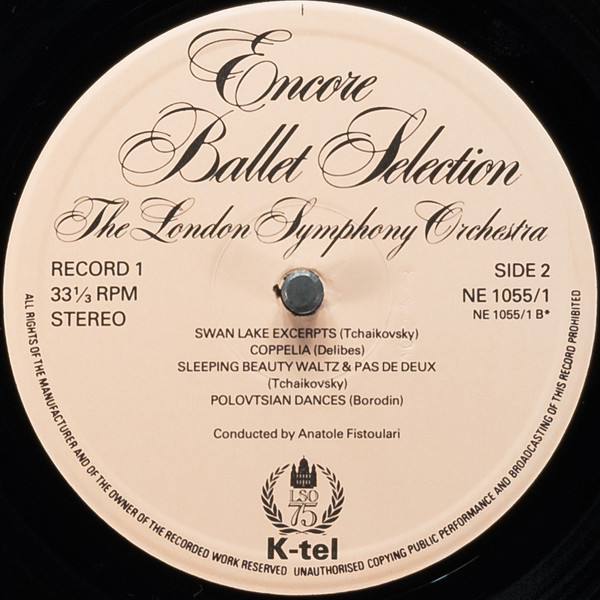 Encore
Ballet Selection
The London Symphony Orchestra
RECORD 1
33⅓ RPM
STEREO
SIDE 2
NE 1055/1
NE 1055/1 B*
SWAN LAKE EXCERPTS (Tchaikovsky)
COPPELIA (Delibes)
SLEEPING BEAUTY WALTZ & PAS DE DEUX
(Tchaikovsky)
POLOVTSIAN DANCES (Borodin)
Conducted by Anatole Fistoulari
LSO
75
K-tel
ALL RIGHTS OF THE MANUFACTURER AND OF THE OWNER OF THE RECORDED WORK RESERVED UNAUTHORISED COPYING PUBLIC PERFORMANCE AND BROADCASTING OF THIS RECORD PROHIBITED